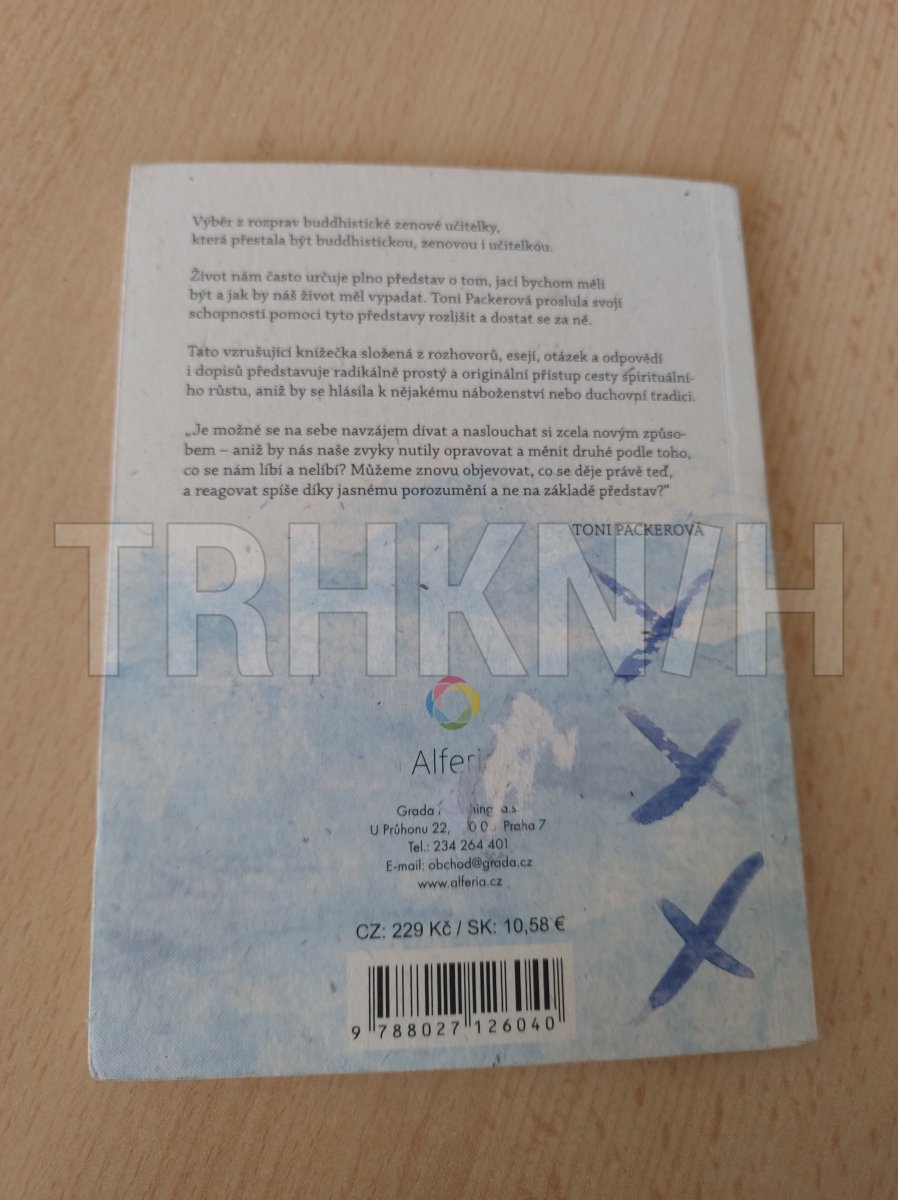 Výběr z rozprav buddhistické zenové učitelky,
která přestala být buddhistickou, zenovou i učitelkou.
Život nám často určuje plno představ o tom, jací bychom měli
být a jak by náš život měl vypadat. Toni Packerová proslula svojí
schopností pomoci tyto představy rozlišit a dostat se za ně.
Tato vzrušující knížečka složená z rozhovorů, esejí, otázek a odpovědí
i dopisů představuje radikálně prostý a originální přístup cesty spirituální-
ho růstu, aniž by se hlásila k nějakému náboženství nebo duchovní tradici.
„Je možné se na sebe navzájem dívat a naslouchat si zcela novým způso-
bem – aniž by nás naše zvyky nutily opravovat a měnit druhé podle toho,
co se nám líbí a nelíbí? Můžeme znovu objevovat, co se děje právě teď,
a reagovat spíše díky jasnému porozumění a ne na základě představ?“
TONI PACKEROVÁ
TRHKNIH
Grada a.s.
U Průhonu 22, Praha 7
Tel.: 234 264 401
E-mail: obchod@grada.cz
www.alferia.cz
CZ: 229 Kč / SK: 10,58 €
9 788027 126040